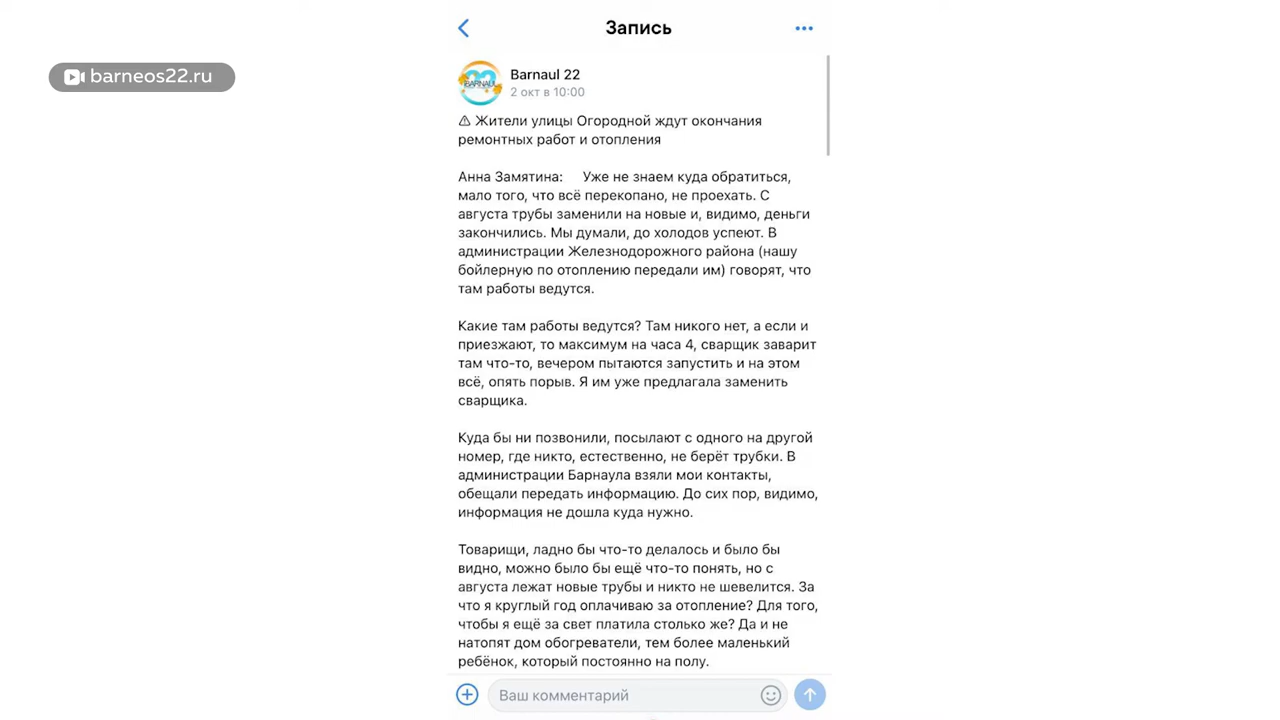 Запись
barneos22.ru
Barnaul 22
2 окт в 10:00
⚠ Жители улицы Огородной ждут окончания
ремонтных работ и отопления
Анна Замятина: Уже не знаем куда обратиться,
мало того, что всё перекопано, не проехать. С
августа трубы заменили на новые и, видимо, деньги
закончились. Мы думали, до холодов успеют. В
администрации Железнодорожного района (нашу
бойлерную по отоплению передали им) говорят, что
там работы ведутся.
Какие там работы ведутся? Там никого нет, а если и
приезжают, то максимум на часа 4, сварщик заварит
там что-то, вечером пытаются запустить и на этом
всё, опять порыв. Я им уже предлагала заменить
сварщика.
Куда бы ни позвонили, посылают с одного на другой
номер, где никто, естественно, не берёт трубки. В
администрации Барнаула взяли мои контакты,
обещали передать информацию. До сих пор, видимо,
информация не дошла куда нужно.
Товарищи, ладно бы что-то делалось и было бы
видно, можно было бы ещё что-то понять, но с
августа лежат новые трубы и никто не шевелится. За
что я круглый год оплачиваю за отопление? Для того,
чтобы я ещё за свет платила столько же? Да и не
натопят дом обогреватели, тем более маленький
ребёнок, который постоянно на полу.
Ваш комментарий